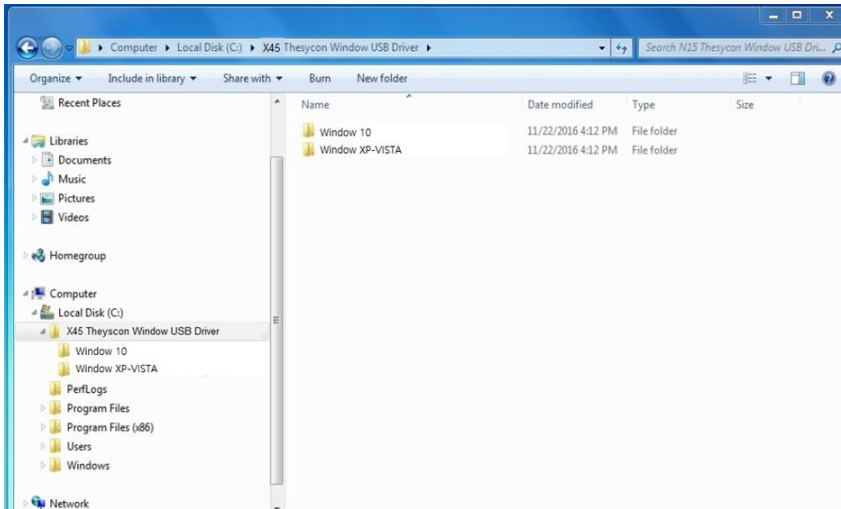 Computer ▸ Local Disk (C:) ▸ X45 Thesycon Window USB Driver ▸
Search N15 Thesycon Window USB Dri...
Organize Include in library Share with Burn New folder
Recent Places
Libraries
Documents
Music
Pictures
Videos
Homegroup
Computer
Local Disk (C:)
X45 Theyscon Window USB Driver
Window 10
Window XP-VISTA
PerfLogs
Program Files
Program Files (x86)
Users
Windows
Network
Name Date modified Type Size
Window 10 11/22/2016 4:12 PM File folder
Window XP-VISTA 11/22/2016 4:12 PM File folder